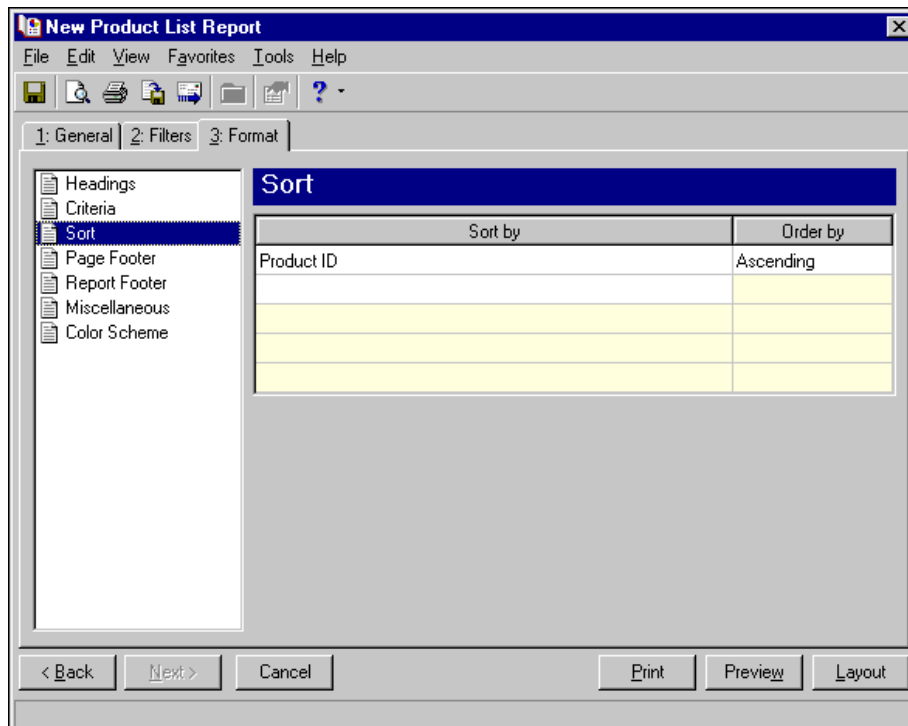 New Product List Report
File Edit View Favorites Tools Help
?
1: General 2: Filters 3: Format
Headings
Criteria
Sort
Page Footer
Report Footer
Miscellaneous
Color Scheme
Sort
Sort by Order by
Product ID Ascending
< Back Next > Cancel Print Preview Layout